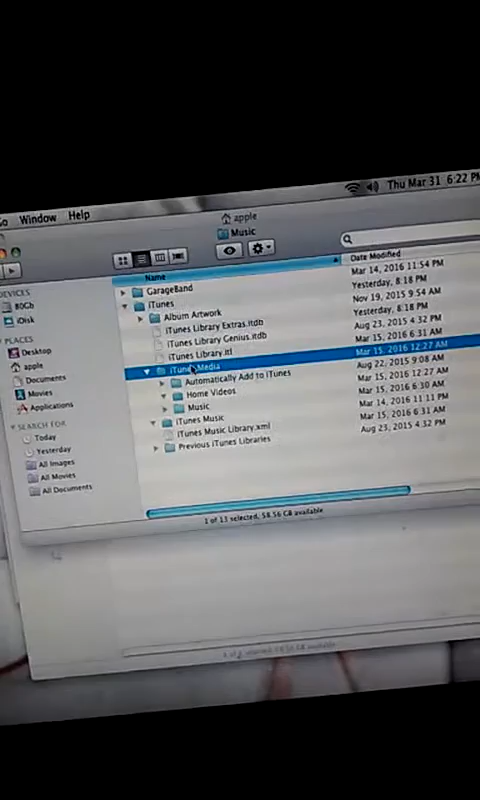 Go Window Help Thu Mar 31 6:22 PM
apple
Music
Name Date Modified
GarageBand Mar 14, 2016 11:54 PM
iTunes Yesterday, 8:18 PM
Album Artwork Nov 19, 2015 9:54 AM
iTunes Library Extras.itdb Yesterday, 8:18 PM
iTunes Library Genius.itdb Aug 23, 2015 4:32 PM
iTunes Library.itl Mar 15, 2016 6:31 AM
iTunes Media Mar 15, 2016 12:27 AM
Automatically Add to iTunes Aug 22, 2015 9:08 AM
Home Videos Mar 15, 2016 12:27 AM
Music Mar 15, 2016 6:30 AM
iTunes Music Mar 14, 2016 11:11 PM
iTunes Music Library.xml Mar 15, 2016 6:31 AM
Previous iTunes Libraries Aug 23, 2015 4:32 PM
DEVICES
80Gb
iDisk
PLACES
Desktop
apple
Documents
Movies
Applications
SEARCH FOR
Today
Yesterday
All Images
All Movies
All Documents
1 of 13 selected, 58.56 GB available